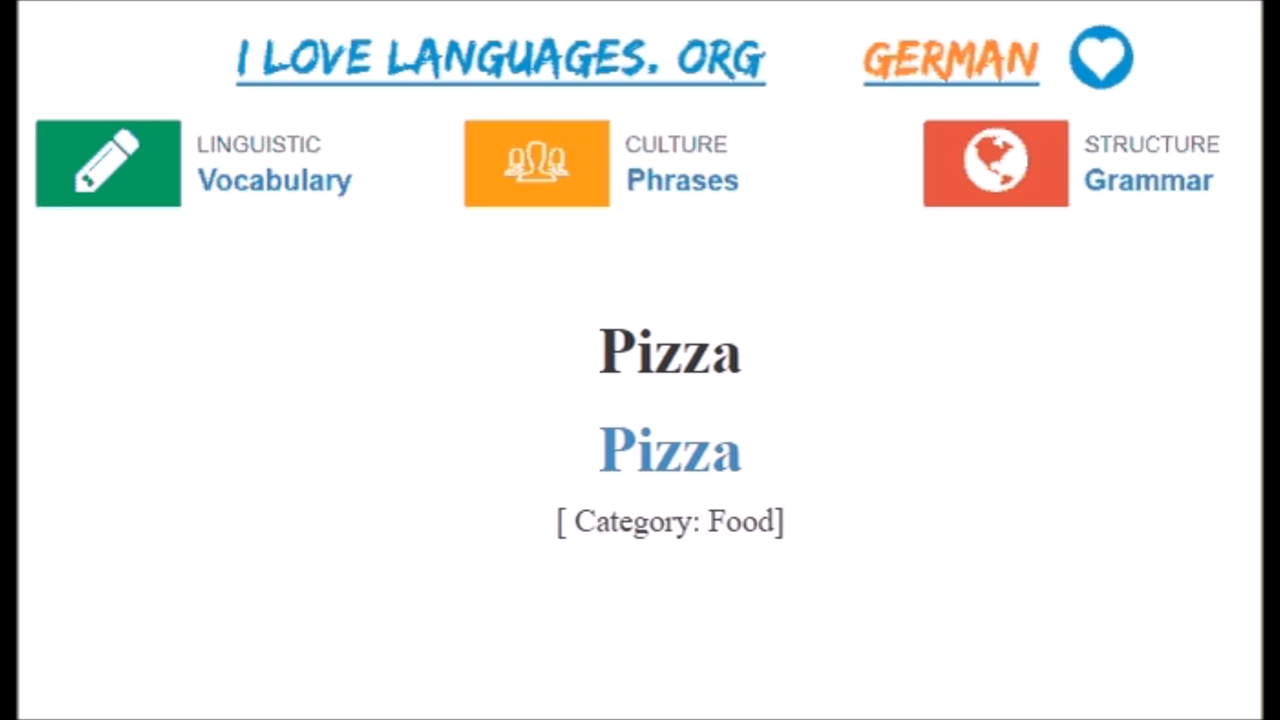 I LOVE LANGUAGES. ORG GERMAN
LINGUISTIC CULTURE STRUCTURE
Vocabulary Phrases Grammar
Pizza
Pizza
[ Category: Food]